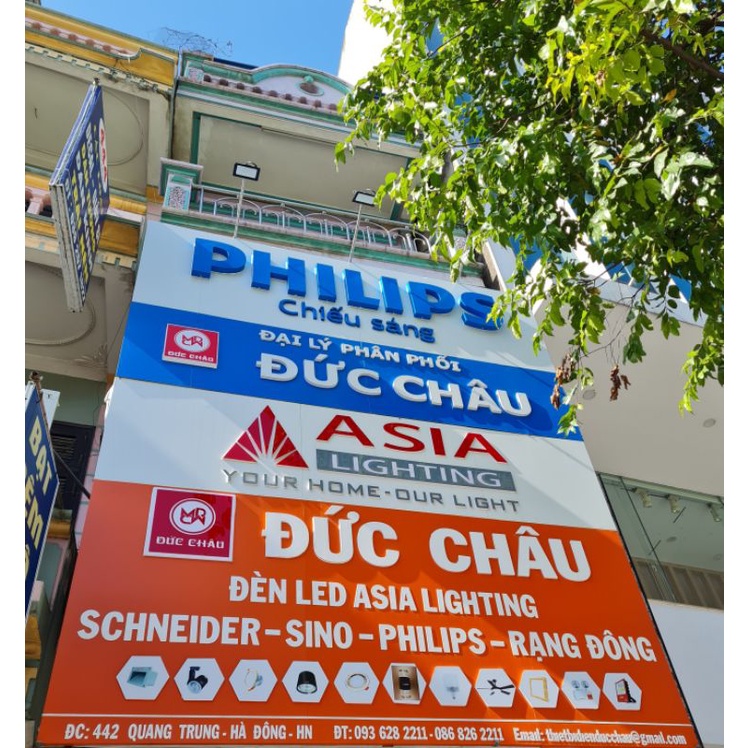 PHILIPS
Chiếu sáng
ĐẠI LÝ PHÂN PHỐI
ĐỨC CHÂU
ĐỨC CHÂU
ASIA
LIGHTING
YOUR HOME-OUR LIGHT
ĐỨC CHÂU
ĐỨC CHÂU
ĐÈN LED ASIA LIGHTING
SCHNEIDER - SINO - PHILIPS - RẠNG ĐÔNG
ĐC: 442 QUANG TRUNG - HÀ ĐÔNG - HN ĐT: 093 628 2211 - 086 826 2211 Email: thietbidienducchau@gmail.com
BÁT